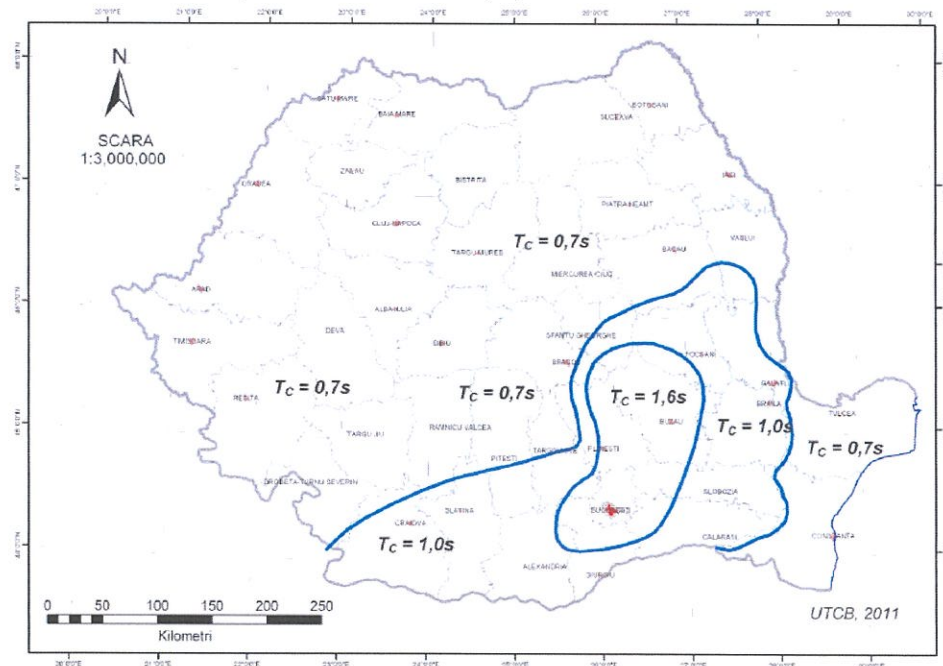 N
SCARA
1:3,000,000
SATU MARE
BAIA MARE
BOTOSANI
SUCEAVA
ORADEA
ZALAU
BISTRITA
IASI
PIATRA NEAMT
CLUJ-NAPOCA
TARGU MURES
T_C = 0,7s
BACAU
VASLUI
MIERCUREA CIUC
ARAD
ALBA IULIA
DEVA
SIBIU
SFANTU GHEORGHE
TIMISOARA
BRASOV
FOCSANI
GALATI
T_C = 0,7s
T_C = 0,7s
T_C = 1,6s
RESITA
BRAILA
TULCEA
BUZAU
T_C = 1,0s
TARGU JIU
RAMNICU VALCEA
T_C = 0,7s
PITESTI
TARGOVISTE
PLOIESTI
DROBETA-TURNU SEVERIN
SLATINA
SLOBOZIA
CRAIOVA
CALARASI
CONSTANTA
T_C = 1,0s
ALEXANDRIA
GIURGIU
0 50 100 150 200 250
Kilometri
UTCB, 2011